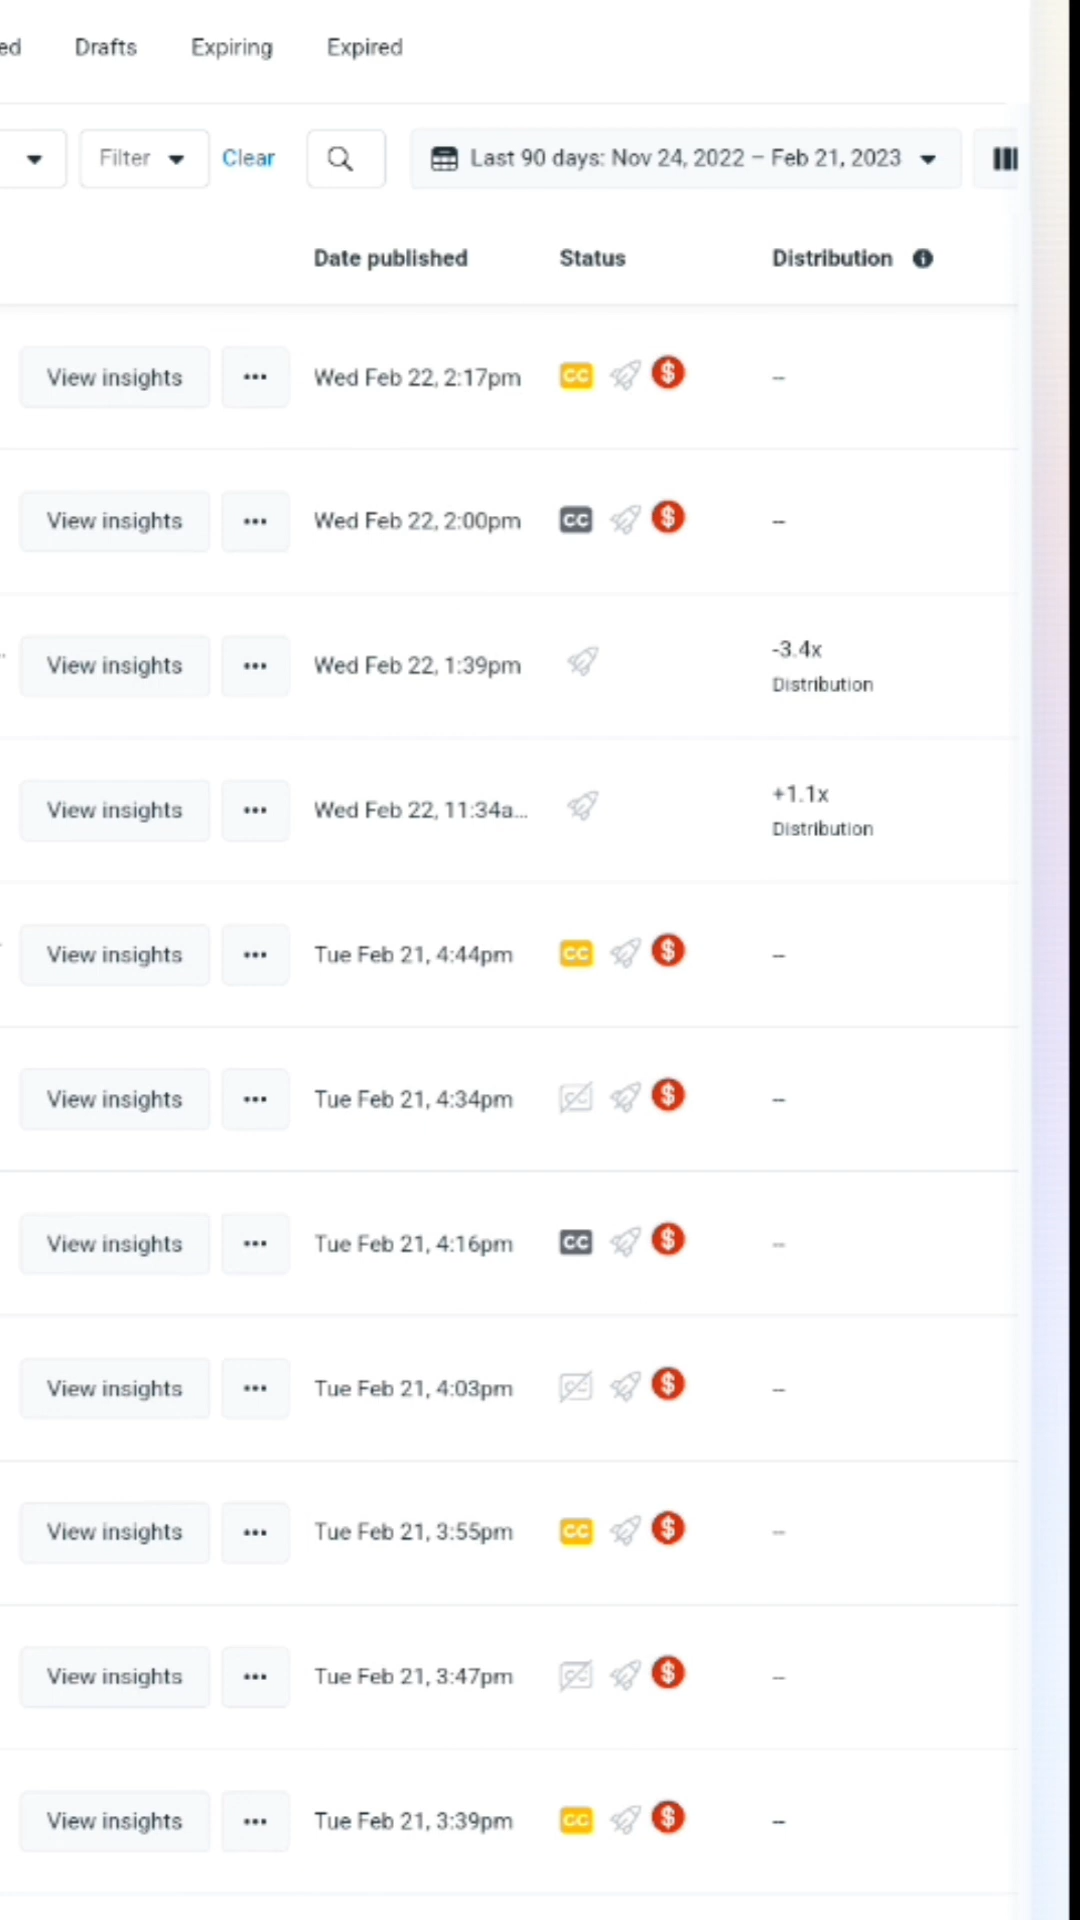 ed Drafts Expiring Expired
Filter Clear Last 90 days: Nov 24, 2022 – Feb 21, 2023
Date published Status Distribution
View insights ••• Wed Feb 22, 2:17pm CC $ --
View insights ••• Wed Feb 22, 2:00pm CC $ --
View insights ••• Wed Feb 22, 1:39pm -3.4x
Distribution
View insights ••• Wed Feb 22, 11:34a... +1.1x
Distribution
View insights ••• Tue Feb 21, 4:44pm CC $ --
View insights ••• Tue Feb 21, 4:34pm CC $ --
View insights ••• Tue Feb 21, 4:16pm CC $ --
View insights ••• Tue Feb 21, 4:03pm CC $ --
View insights ••• Tue Feb 21, 3:55pm CC $ --
View insights ••• Tue Feb 21, 3:47pm CC $ --
View insights ••• Tue Feb 21, 3:39pm CC $ --